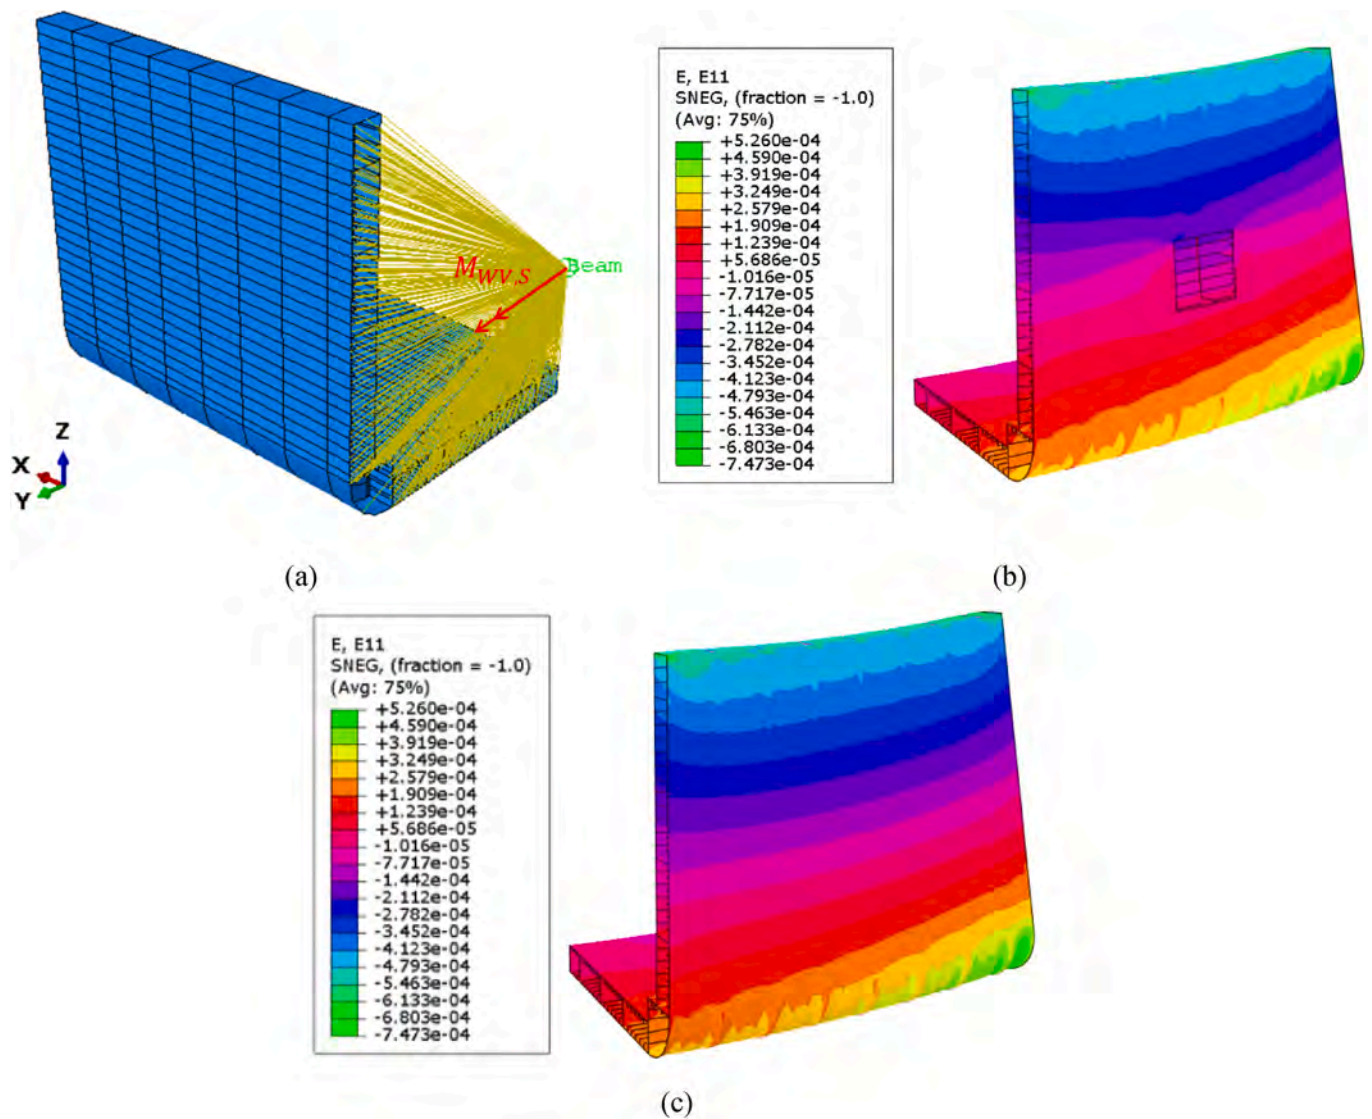 M_{WV,S}
Beam
Z
X
Y
(a)
E, E11
SNEG, (fraction = -1.0)
(Avg: 75%)
+5.260e-04
+4.590e-04
+3.919e-04
+3.249e-04
+2.579e-04
+1.909e-04
+1.239e-04
+5.686e-05
-1.016e-05
-7.717e-05
-1.442e-04
-2.112e-04
-2.782e-04
-3.452e-04
-4.123e-04
-4.793e-04
-5.463e-04
-6.133e-04
-6.803e-04
-7.473e-04
(b)
E, E11
SNEG, (fraction = -1.0)
(Avg: 75%)
+5.260e-04
+4.590e-04
+3.919e-04
+3.249e-04
+2.579e-04
+1.909e-04
+1.239e-04
+5.686e-05
-1.016e-05
-7.717e-05
-1.442e-04
-2.112e-04
-2.782e-04
-3.452e-04
-4.123e-04
-4.793e-04
-5.463e-04
-6.133e-04
-6.803e-04
-7.473e-04
(c)